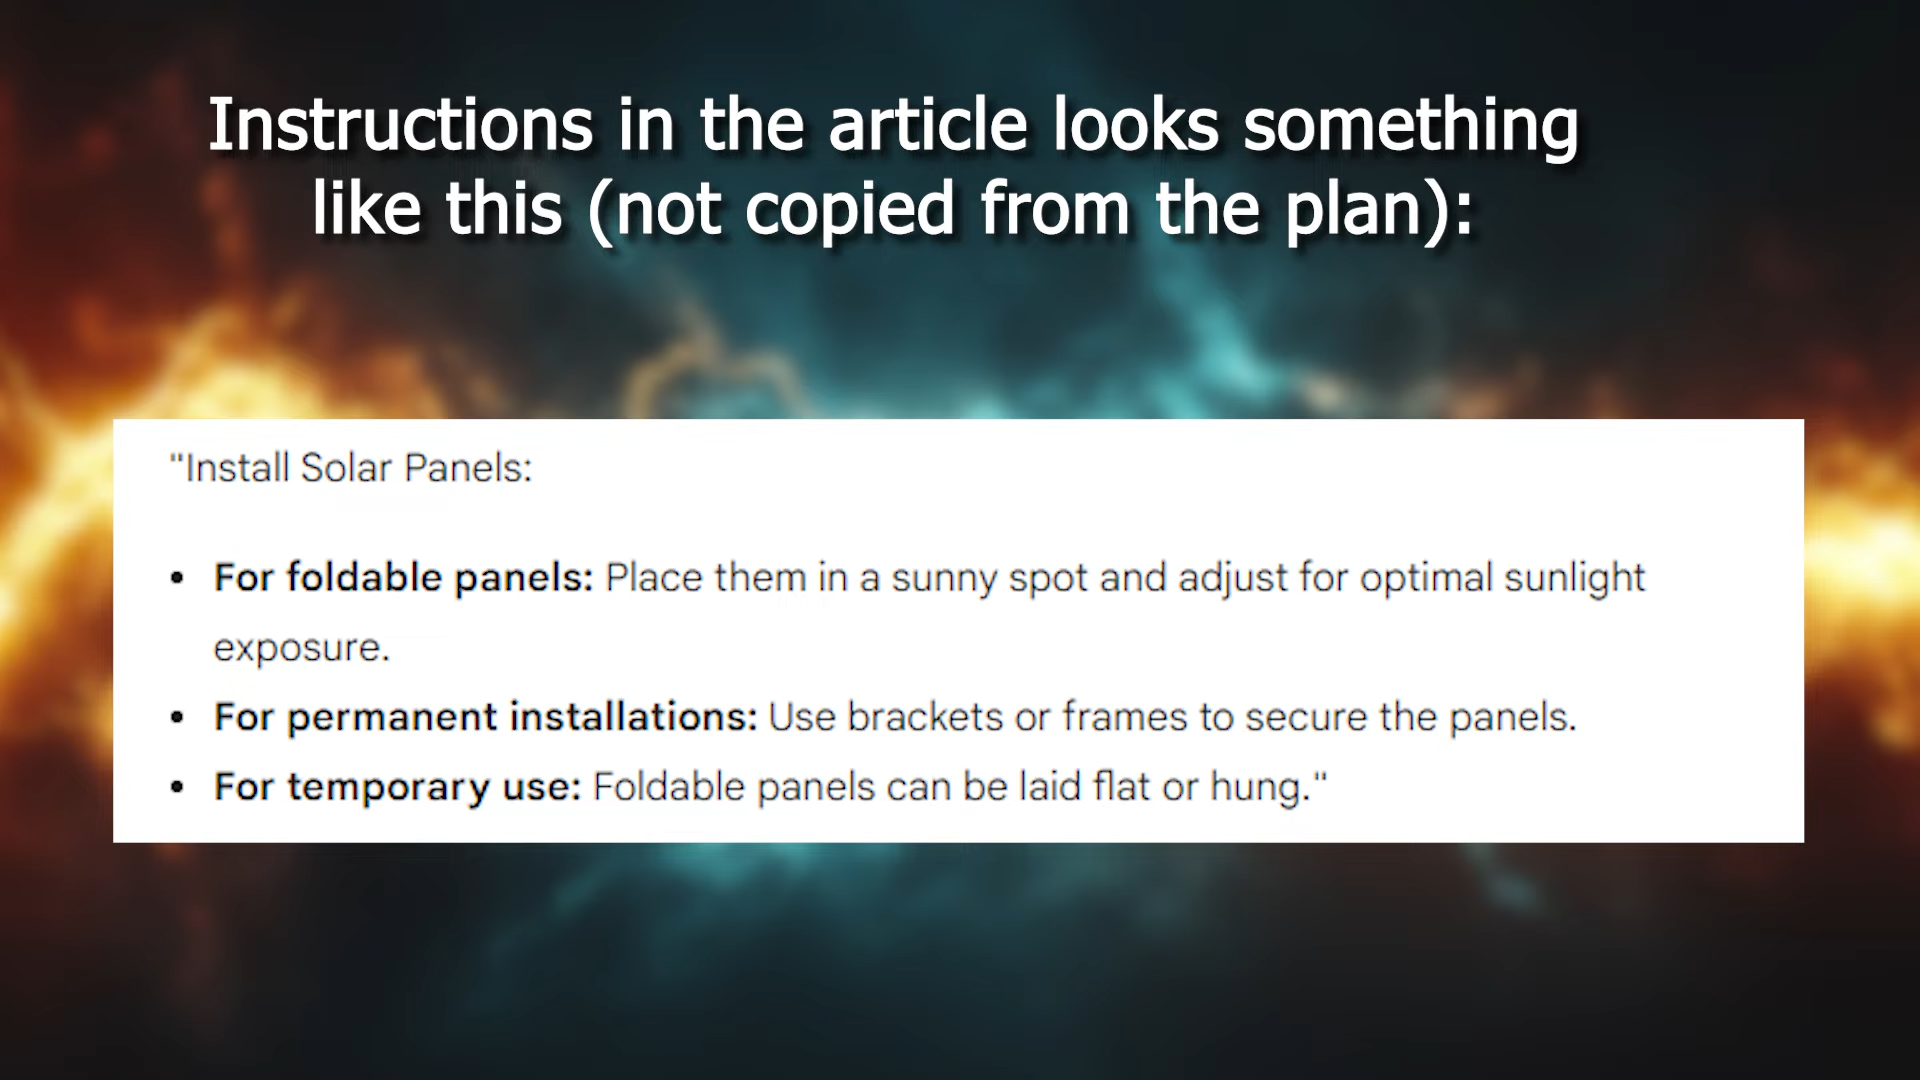 Instructions in the article looks something
like this (not copied from the plan):
"Install Solar Panels:
• For foldable panels: Place them in a sunny spot and adjust for optimal sunlight
exposure.
• For permanent installations: Use brackets or frames to secure the panels.
• For temporary use: Foldable panels can be laid flat or hung."